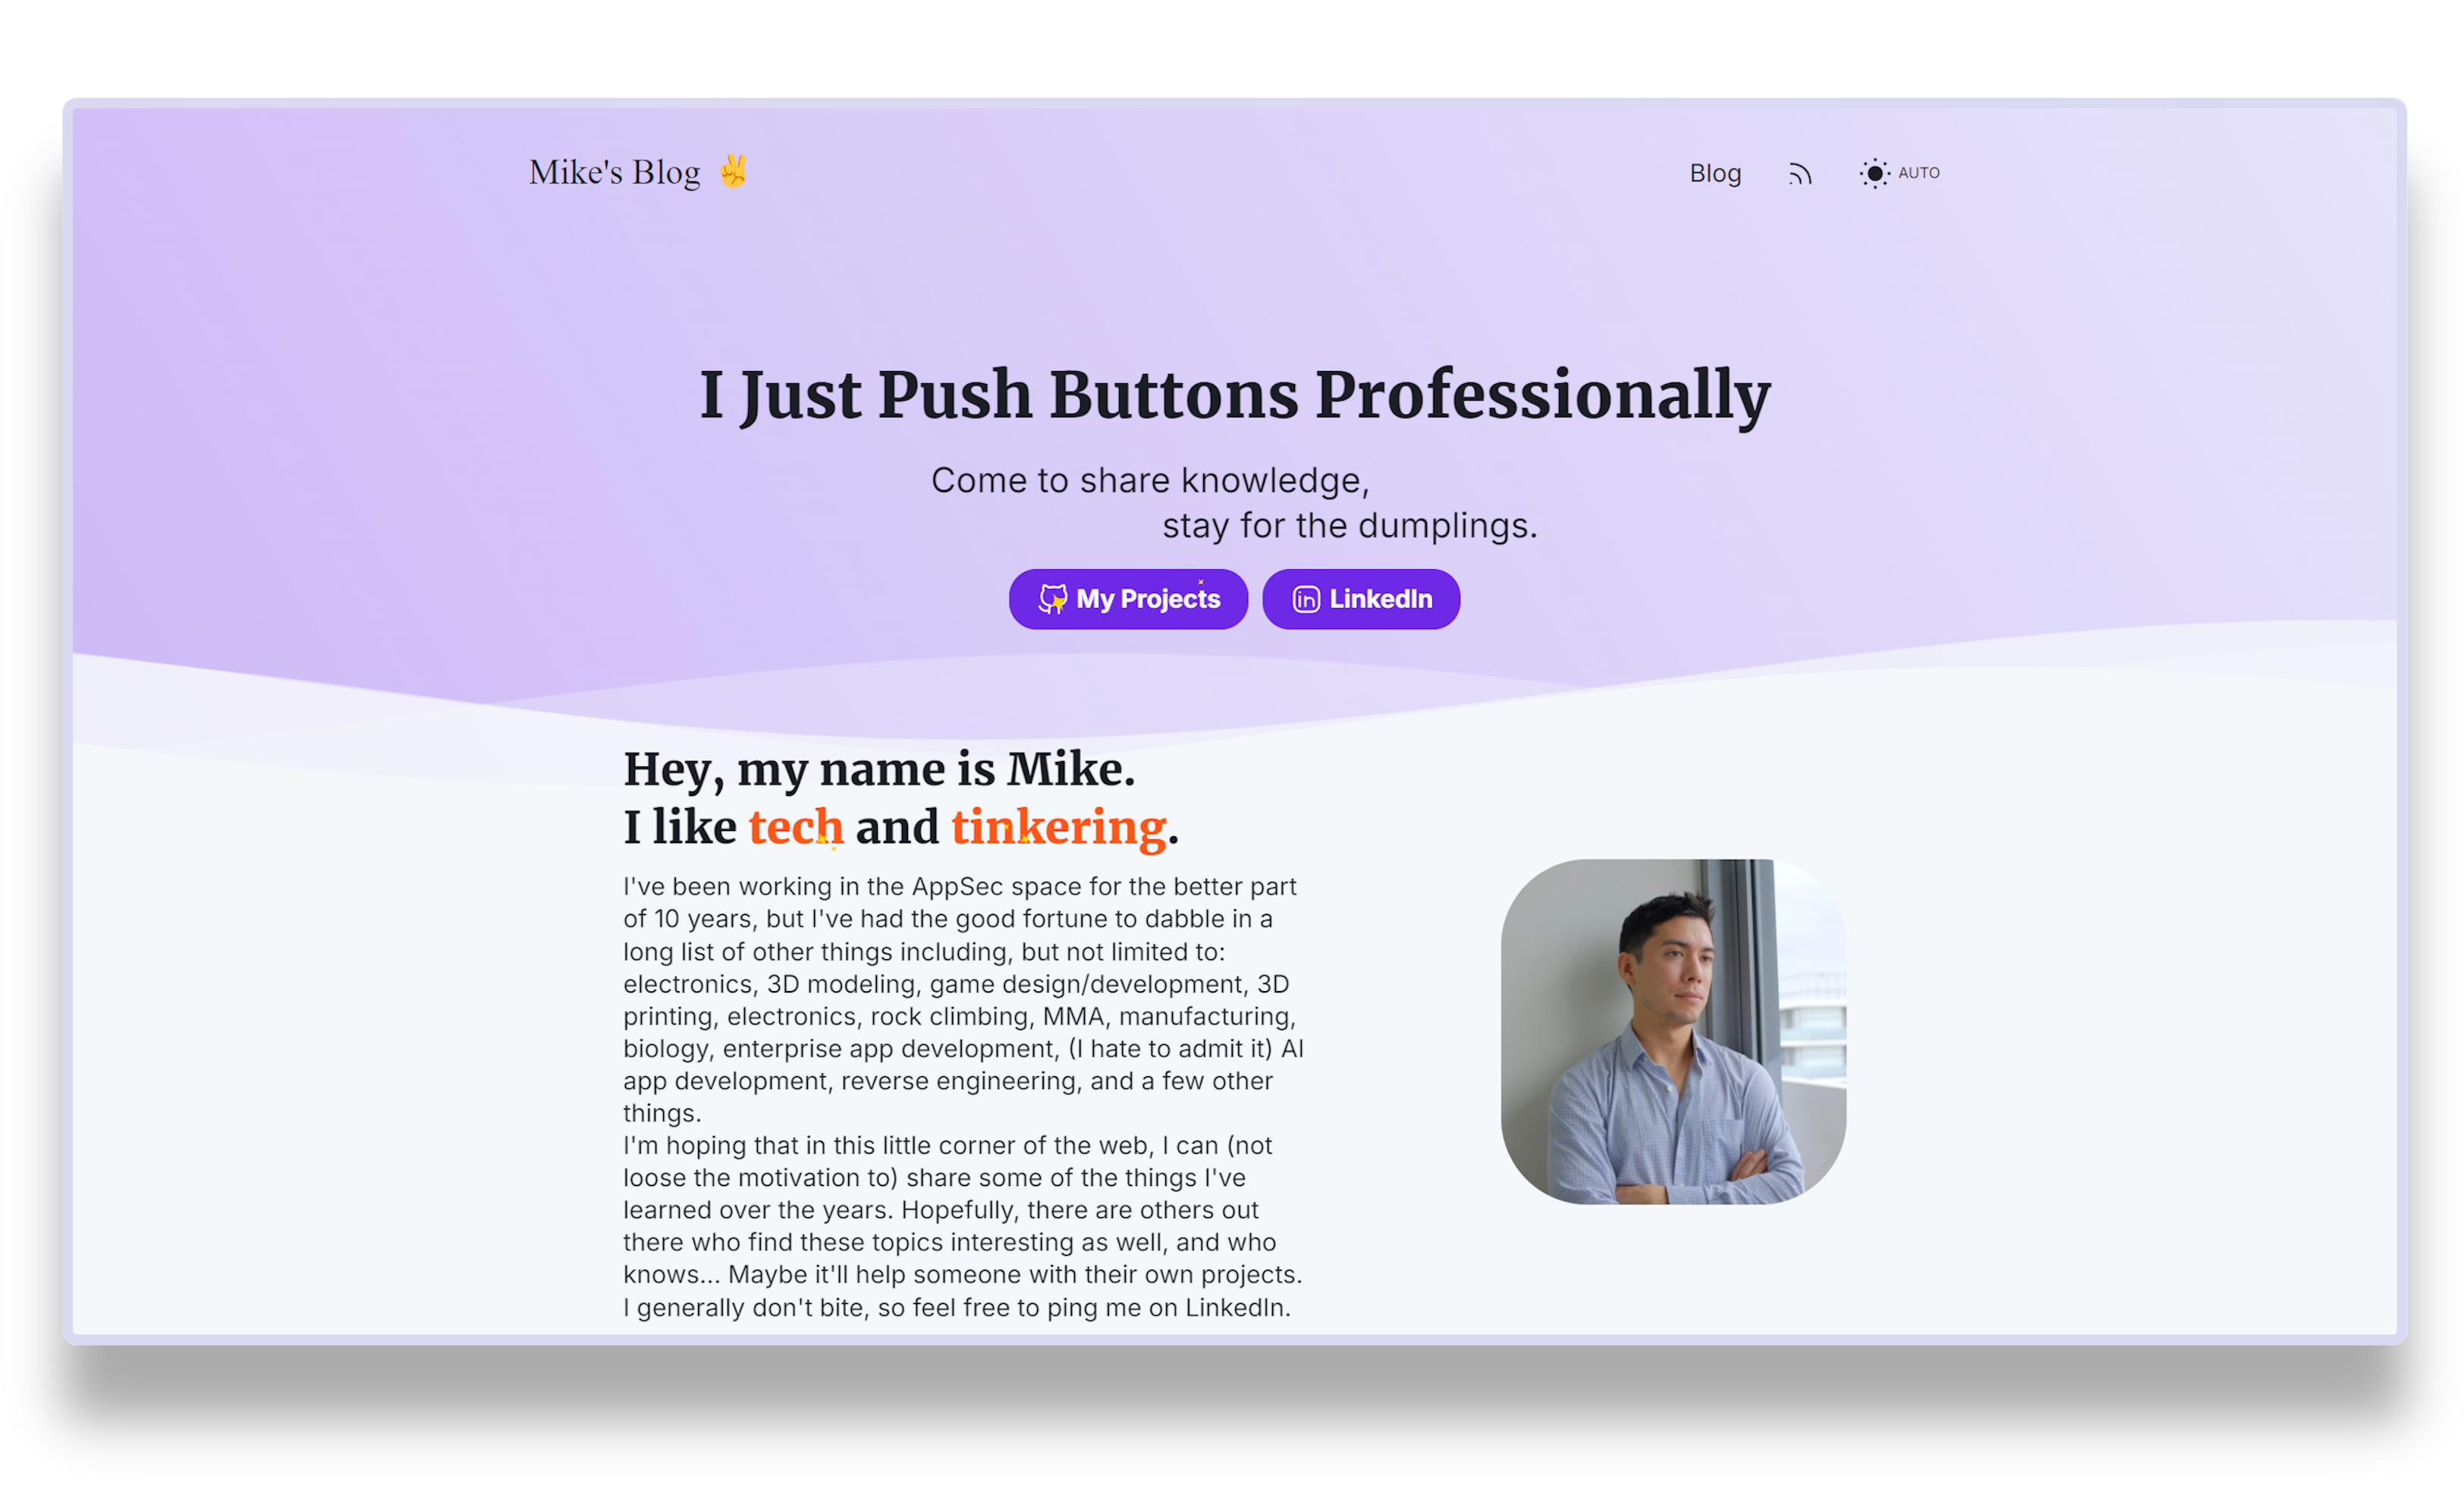 Mike's Blog ✌️
Blog
AUTO
I Just Push Buttons Professionally
Come to share knowledge,
stay for the dumplings.
My Projects
LinkedIn
Hey, my name is Mike.
I like tech and tinkering.
I've been working in the AppSec space for the better part
of 10 years, but I've had the good fortune to dabble in a
long list of other things including, but not limited to:
electronics, 3D modeling, game design/development, 3D
printing, electronics, rock climbing, MMA, manufacturing,
biology, enterprise app development, (I hate to admit it) AI
app development, reverse engineering, and a few other
things.
I'm hoping that in this little corner of the web, I can (not
loose the motivation to) share some of the things I've
learned over the years. Hopefully, there are others out
there who find these topics interesting as well, and who
knows... Maybe it'll help someone with their own projects.
I generally don't bite, so feel free to ping me on LinkedIn.